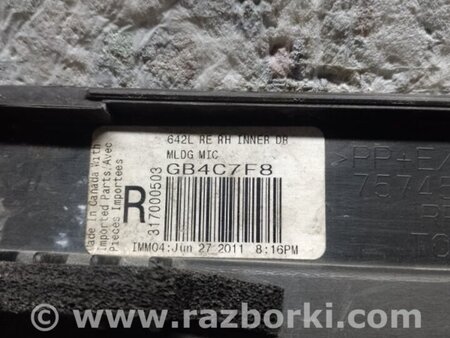 642L RE RH INNER DB
MLDG MIC
GB4C7F8
R
317000503
Made in Canada With
Imported Parts/Avec
Pieces Importees
IMM04:Jun 27 2011 8:16PM
>PP+E/
7574
www.razborki.com